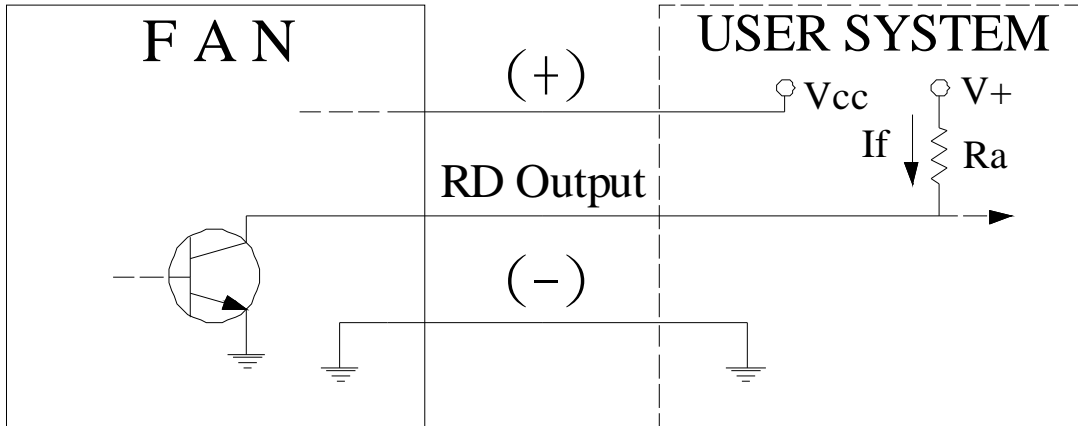 F A N
USER SYSTEM
(+)
Vcc
V+
If
Ra
RD Output
(-)